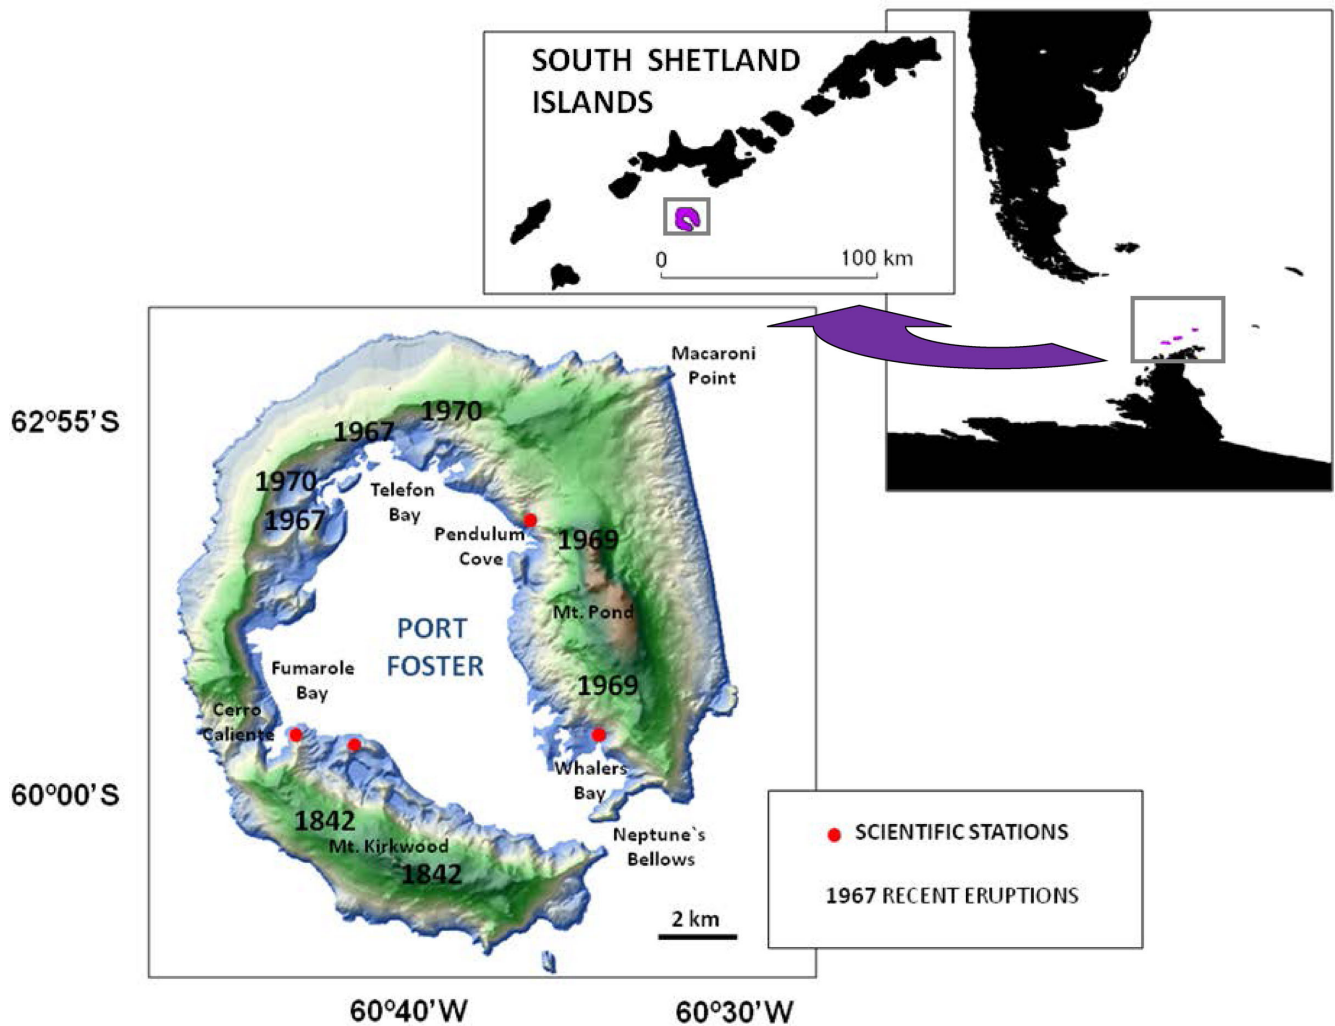 SOUTH SHETLAND
ISLANDS
0
100 km
Macaroni
Point
62º55'S
1970
1967
1970
Telefon
Bay
1967
Pendulum
Cove
1969
Mt. Pond
PORT
FOSTER
Fumarole
Bay
1969
Cerro
Caliente
Whalers
Bay
60º00'S
1842
Mt. Kirkwood
1842
Neptune`s
Bellows
2 km
SCIENTIFIC STATIONS
1967 RECENT ERUPTIONS
60º40'W
60º30'W